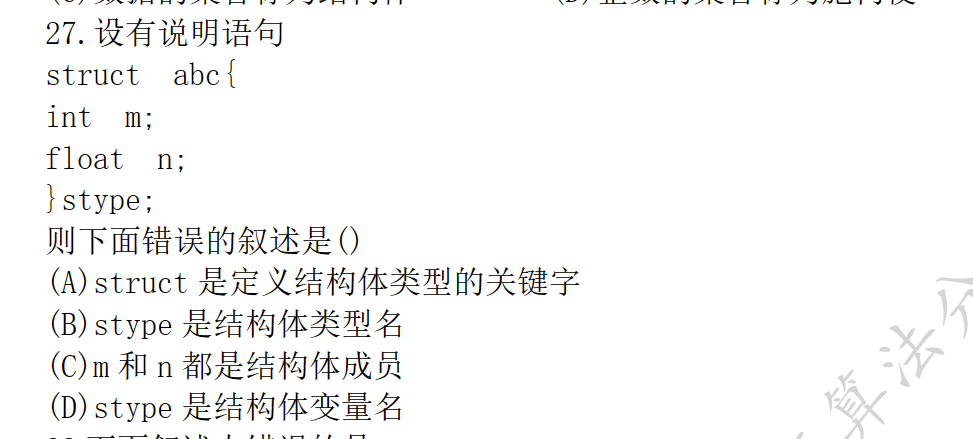 27.设有说明语句
struct abc{
int m;
float n;
}stype;
则下面错误的叙述是()
(A)struct 是定义结构体类型的关键字
(B)stype 是结构体类型名
(C)m 和 n 都是结构体成员
(D)stype 是结构体变量名
算法分